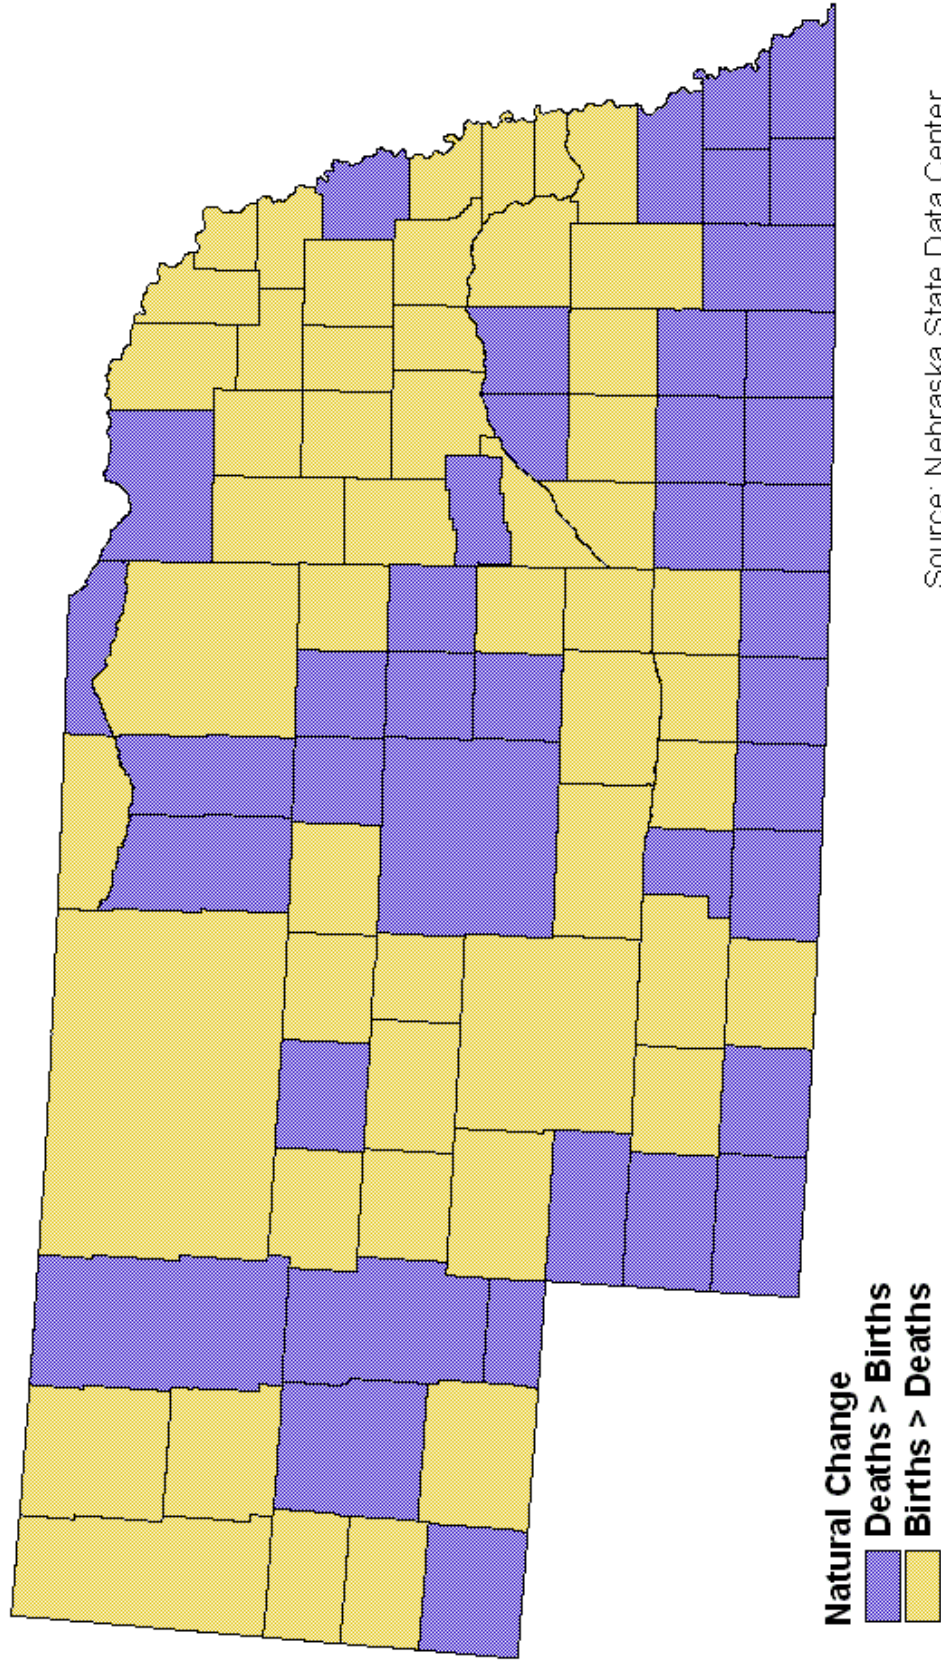 Natural Change
Deaths > Births
Births > Deaths
Source: Nebraska State Data Center